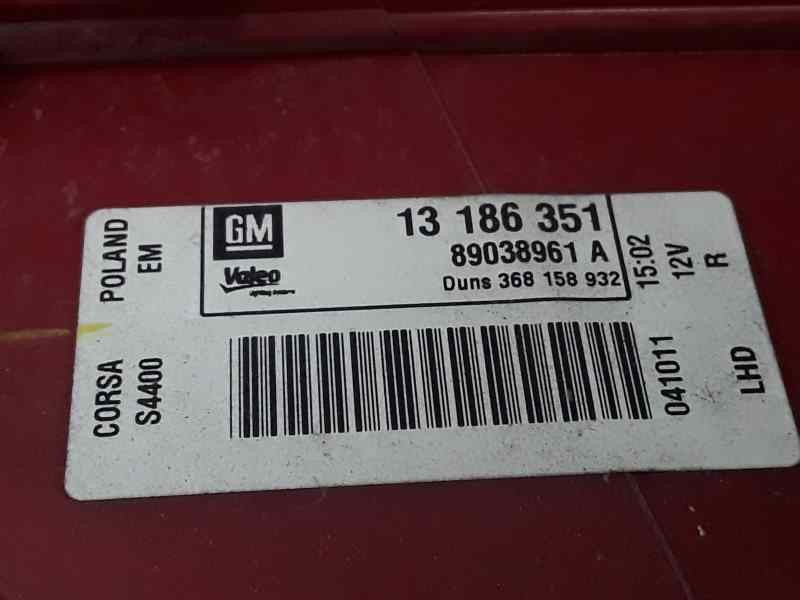 GM
13 186 351
89038961 A
Valeo
Duns 368 158 932
CORSA POLAND
S4400 EM
041011 15:02
12V
LHD R